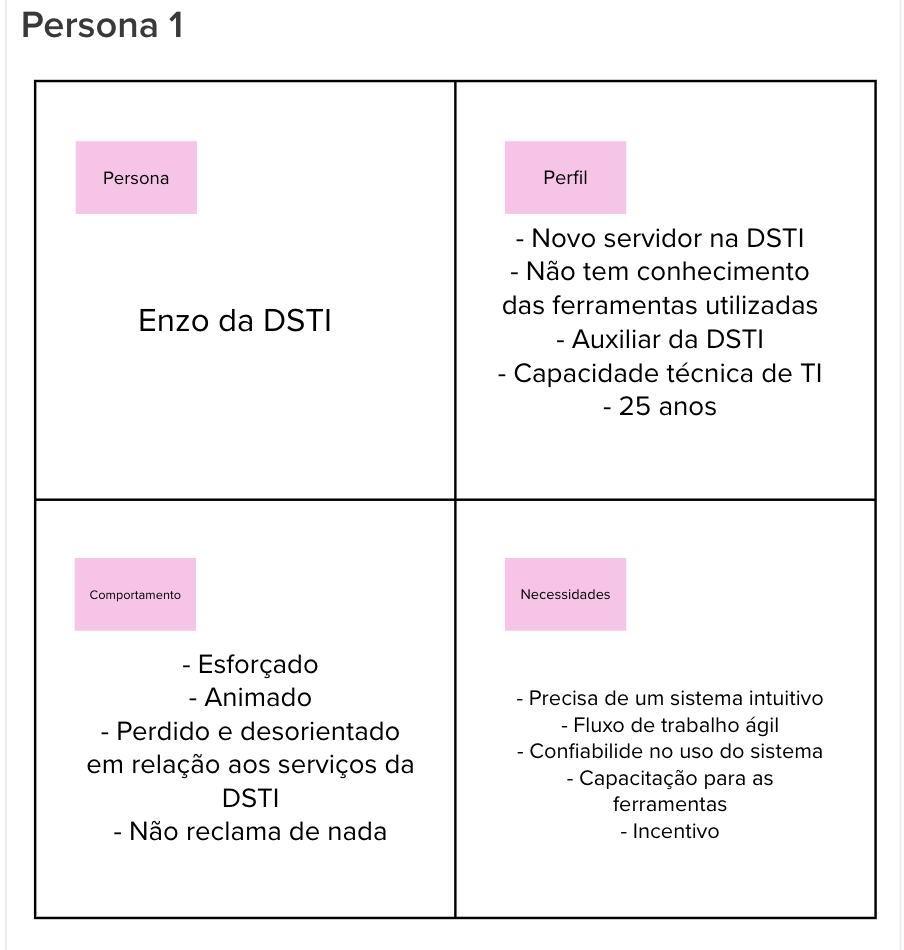 Persona 1
Persona
Enzo da DSTI
Perfil
- Novo servidor na DSTI
- Não tem conhecimento
das ferramentas utilizadas
- Auxiliar da DSTI
- Capacidade técnica de TI
- 25 anos
Comportamento
- Esforçado
- Animado
- Perdido e desorientado
em relação aos serviços da
DSTI
- Não reclama de nada
Necessidades
- Precisa de um sistema intuitivo
- Fluxo de trabalho ágil
- Confiabilide no uso do sistema
- Capacitação para as
ferramentas
- Incentivo